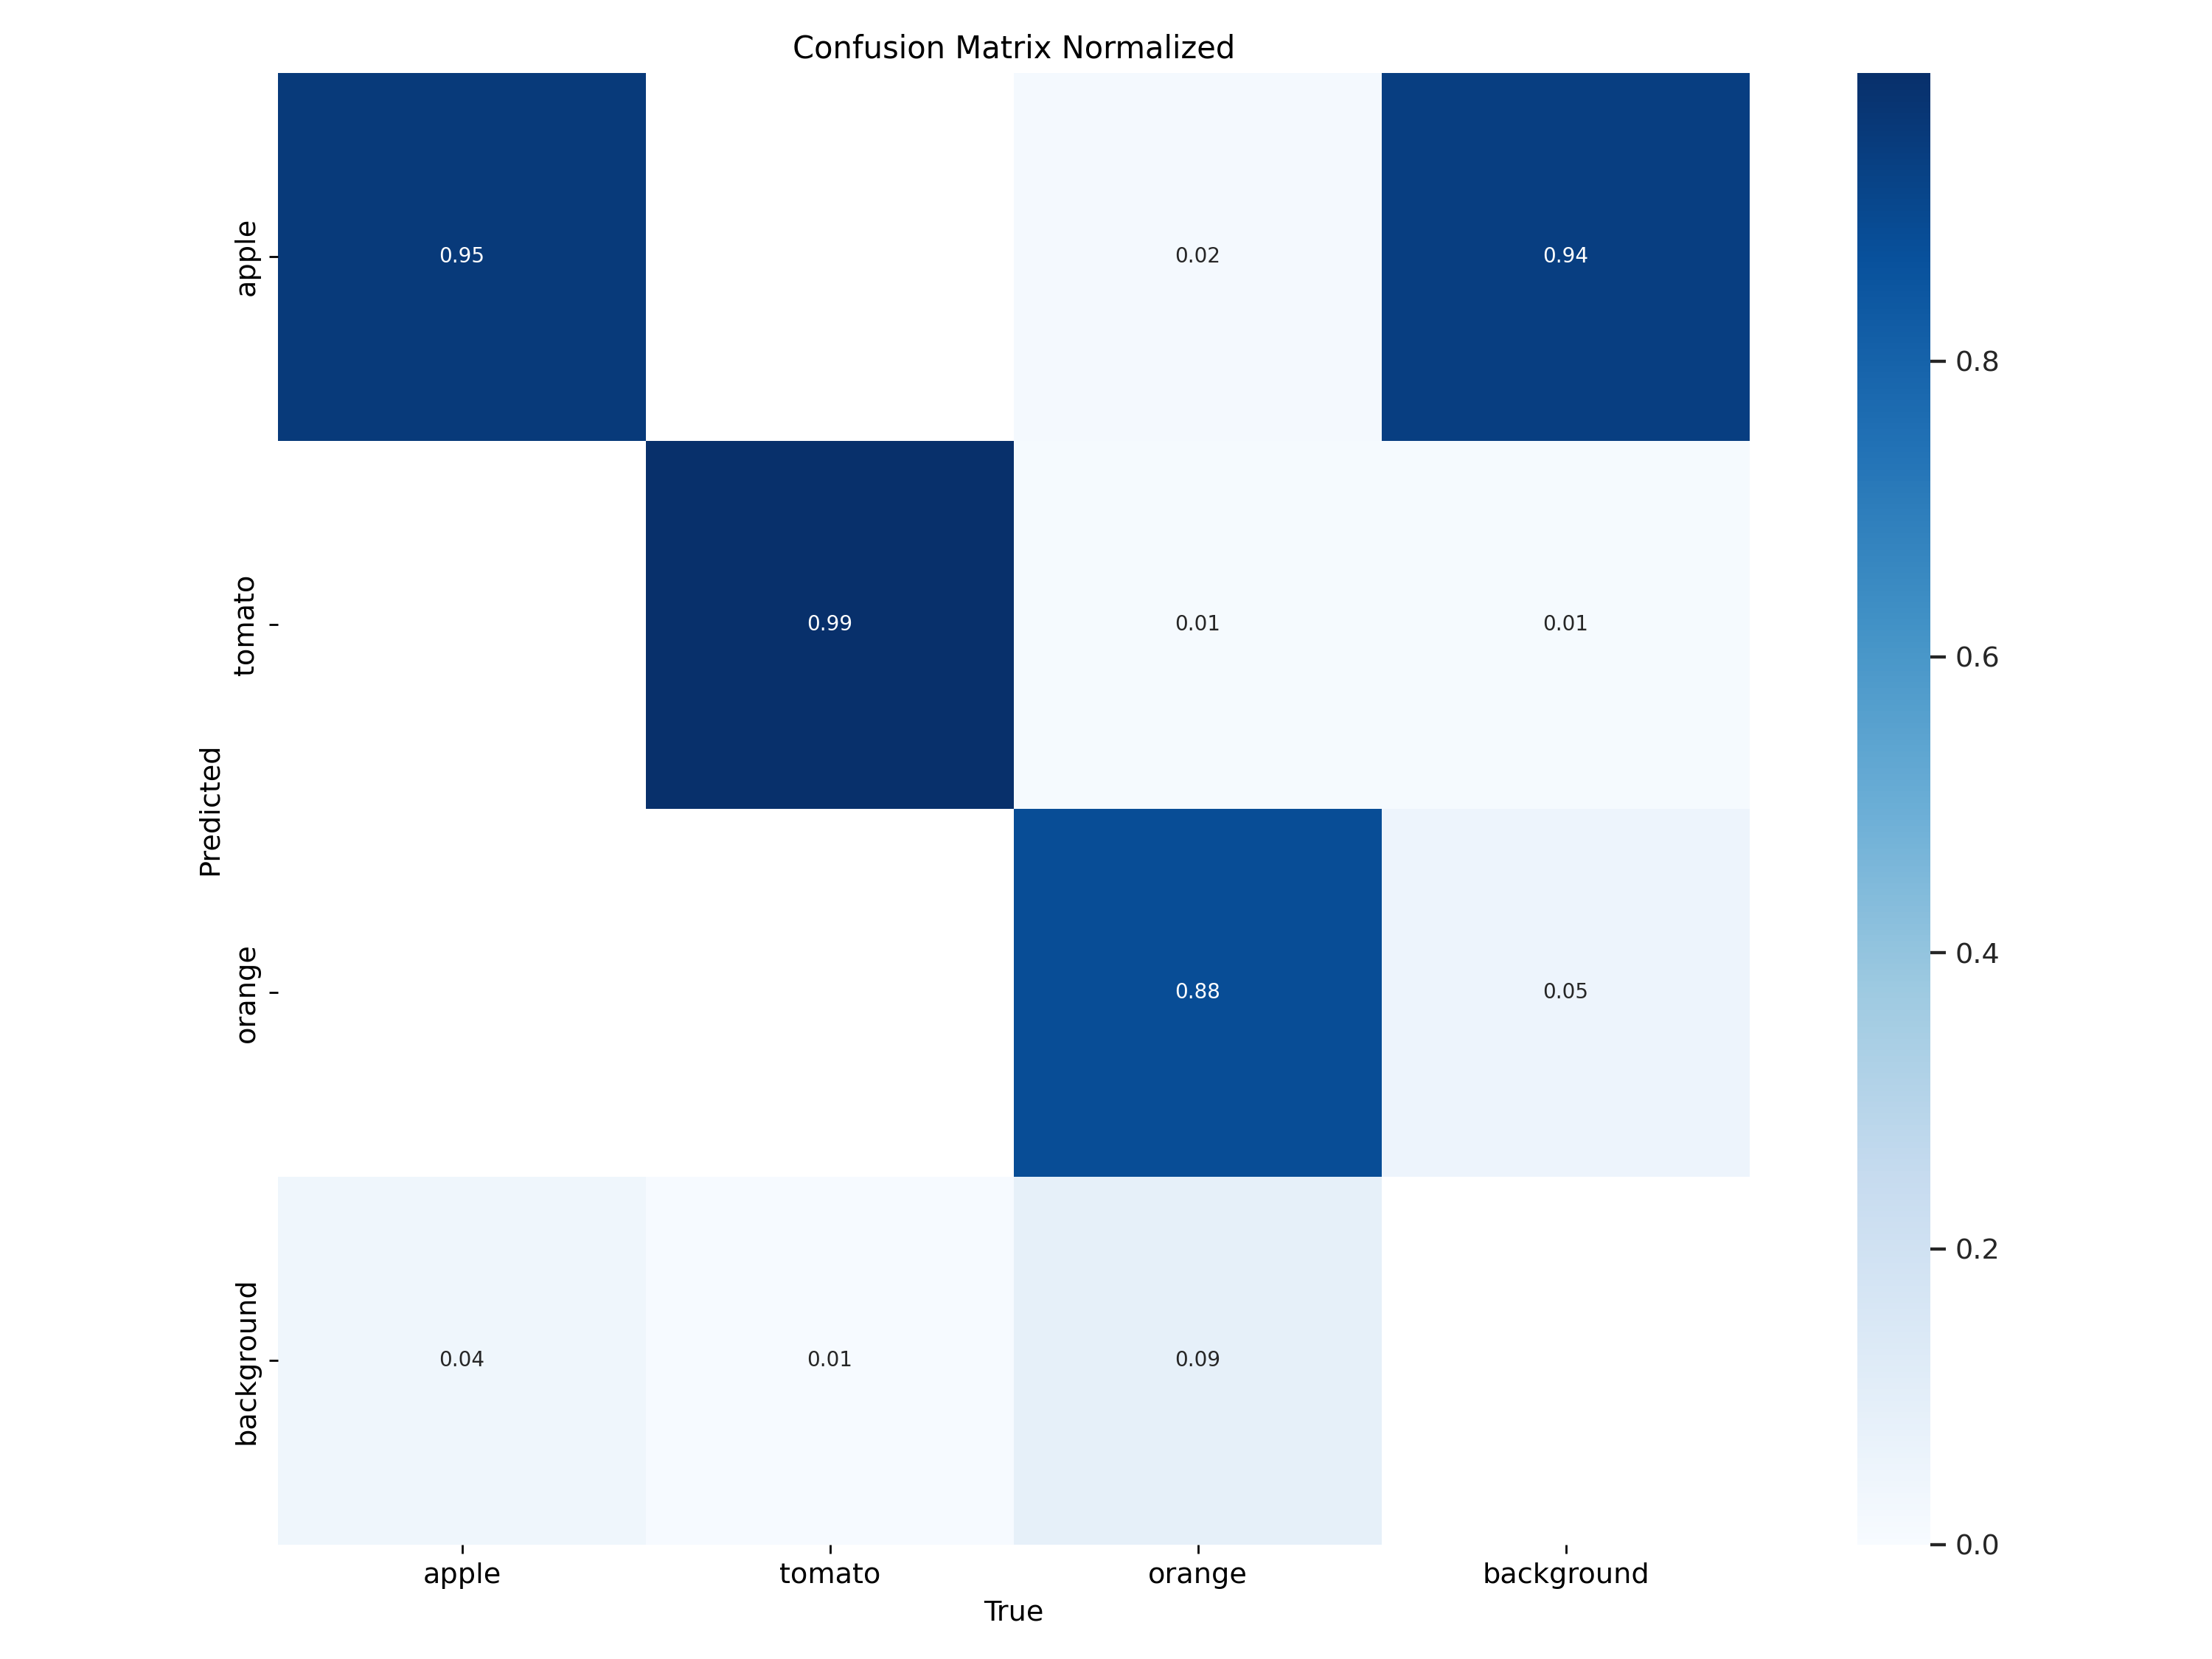 Confusion Matrix Normalized
apple
0.95
0.02
0.94
tomato
0.99
0.01
0.01
orange
0.88
0.05
background
0.04
0.01
0.09
Predicted
apple tomato orange background
True
0.8
0.6
0.4
0.2
0.0